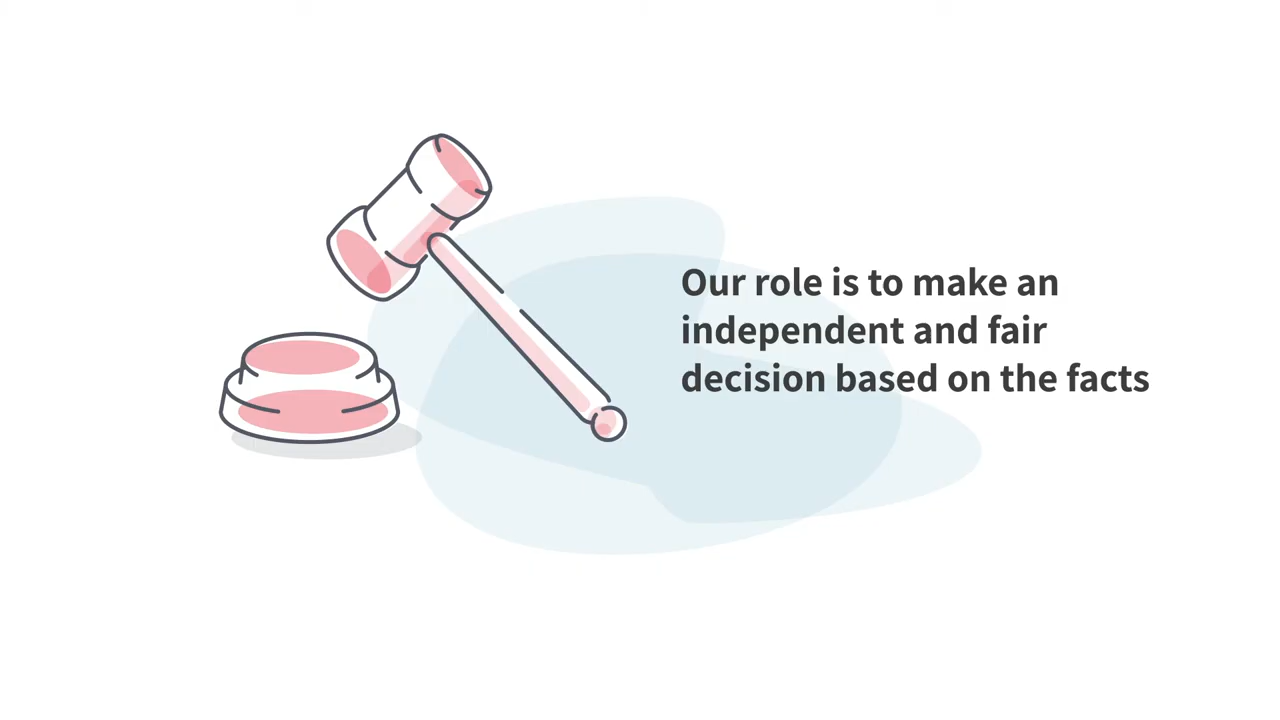 Our role is to make an
independent and fair
decision based on the facts